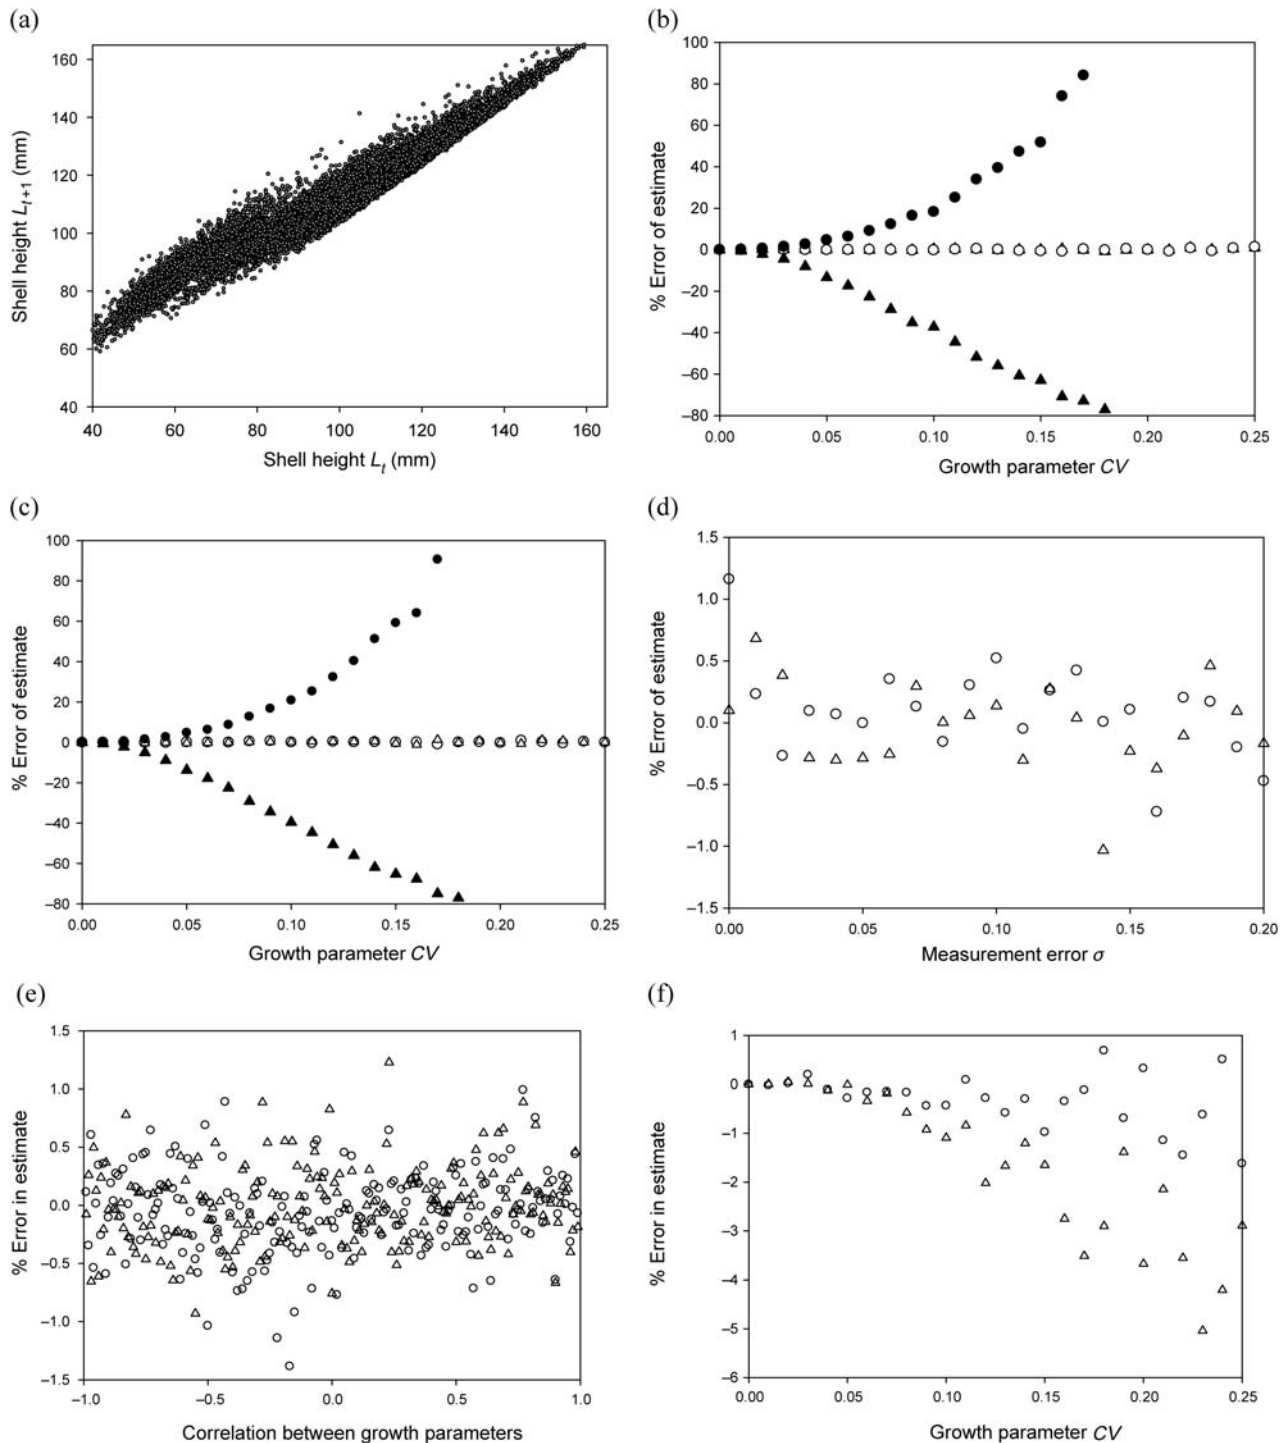 (a)
160
140
120
100
80
60
40
40 60 80 100 120 140 160
Shell height Lt+1 (mm)
Shell height Lt (mm)
(b)
100
80
60
40
20
0
–20
–40
–60
–80
0.00 0.05 0.10 0.15 0.20 0.25
% Error of estimate
Growth parameter CV
(c)
100
80
60
40
20
0
–20
–40
–60
–80
0.00 0.05 0.10 0.15 0.20 0.25
% Error of estimate
Growth parameter CV
(d)
1.5
1.0
0.5
0.0
–0.5
–1.0
–1.5
0.00 0.05 0.10 0.15 0.20
% Error of estimate
Measurement error σ
(e)
1.5
1.0
0.5
0.0
–0.5
–1.0
–1.5
–1.0 –0.5 0.0 0.5 1.0
% Error in estimate
Correlation between growth parameters
(f)
1
0
–1
–2
–3
–4
–5
–6
0.00 0.05 0.10 0.15 0.20 0.25
% Error in estimate
Growth parameter CV